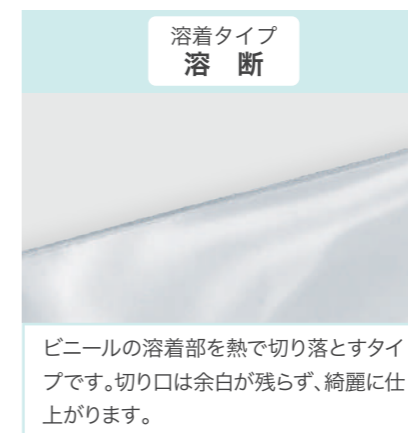 溶着タイプ
溶　断
ビニールの溶着部を熱で切り落とすタイ
プです。切り口は余白が残らず、綺麗に仕
上がります。